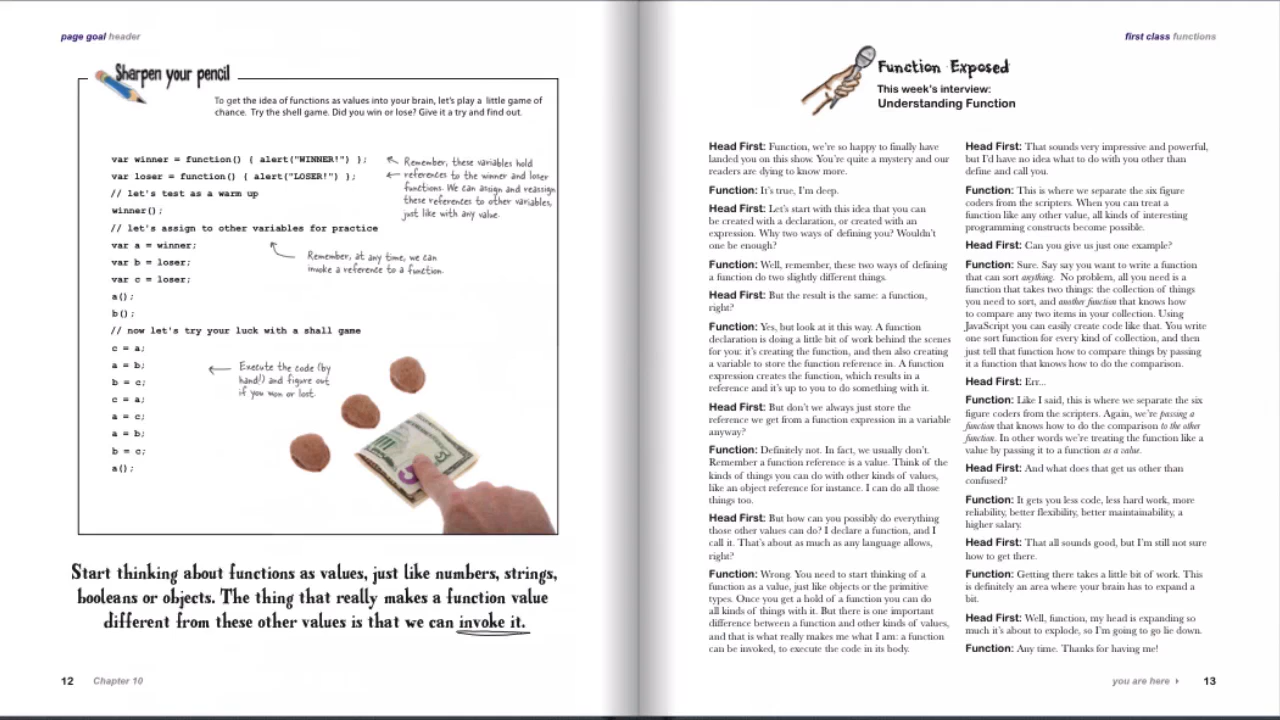 page goal header
Sharpen your pencil
To get the idea of functions as values into your brain, let's play a little game of
chance. Try the shell game. Did you win or lose? Give it a try and find out.
var winner = function() { alert("WINNER!") };
var loser = function() { alert("LOSER!") };
// let's test as a warm up
winner();
// let's assign to other variables for practice
var a = winner;
var b = loser;
var c = loser;
a();
b();
// now let's try your luck with a shall game
c = a;
a = b;
b = c;
c = a;
a = c;
a = b;
b = c;
a();
Remember, these variables hold
references to the winner and loser
functions. We can assign and reassign
these references to other variables,
just like with any value.
Remember, at any time, we can
invoke a reference to a function.
Execute the code (by
hand!) and figure out
if you won or lost.
Start thinking about functions as values, just like numbers, strings,
booleans or objects. The thing that really makes a function value
different from these other values is that we can invoke it.
12 Chapter 10
first class functions
Function Exposed
This week's interview:
Understanding Function
Head First: Function, we're so happy to finally have
landed you on this show. You're quite a mystery and our
readers are dying to know more.
Function: It's true, I'm deep.
Head First: Let's start with this idea that you can
be created with a declaration, or created with an
expression. Why two ways of defining you? Wouldn't
one be enough?
Function: Well, remember, these two ways of defining
a function do two slightly different things.
Head First: But the result is the same: a function,
right?
Function: Yes, but look at it this way. A function
declaration is doing a little bit of work behind the scenes
for you: it's creating the function, and then also creating
a variable to store the function reference in. A function
expression creates the function, which results in a
reference and it's up to you to do something with it.
Head First: But don't we always just store the
reference we get from a function expression in a variable
anyway?
Function: Definitely not. In fact, we usually don't.
Remember a function reference is a value. Think of the
kinds of things you can do with other kinds of values,
like an object reference for instance. I can do all those
things too.
Head First: But how can you possibly do everything
those other values can do? I declare a function, and I
call it. That's about as much as any language allows,
right?
Function: Wrong. You need to start thinking of a
function as a value, just like objects or the primitive
types. Once you get a hold of a function you can do
all kinds of things with it. But there is one important
difference between a function and other kinds of values,
and that is what really makes me what I am: a function
can be invoked, to execute the code in its body.
Head First: That sounds very impressive and powerful,
but I'd have no idea what to do with you other than
define and call you.
Function: This is where we separate the six figure
coders from the scripters. When you can treat a
function like any other value, all kinds of interesting
programming constructs become possible.
Head First: Can you give us just one example?
Function: Sure. Say say you want to write a function
that can sort anything. No problem, all you need is a
function that takes two things: the collection of things
you need to sort, and another function that knows how
to compare any two items in your collection. Using
JavaScript you can easily create code like that. You write
one sort function for every kind of collection, and then
just tell that function how to compare things by passing
it a function that knows how to do the comparison.
Head First: Err...
Function: Like I said, this is where we separate the six
figure coders from the scripters. Again, we're passing a
function that knows how to do the comparison to the other
function. In other words we're treating the function like a
value by passing it to a function as a value.
Head First: And what does that get us other than
confused?
Function: It gets you less code, less hard work, more
reliability, better flexibility, better maintainability, a
higher salary.
Head First: That all sounds good, but I'm still not sure
how to get there.
Function: Getting there takes a little bit of work. This
is definitely an area where your brain has to expand a
bit.
Head First: Well, function, my head is expanding so
much it's about to explode, so I'm going to go lie down.
Function: Any time. Thanks for having me!
you are here 13